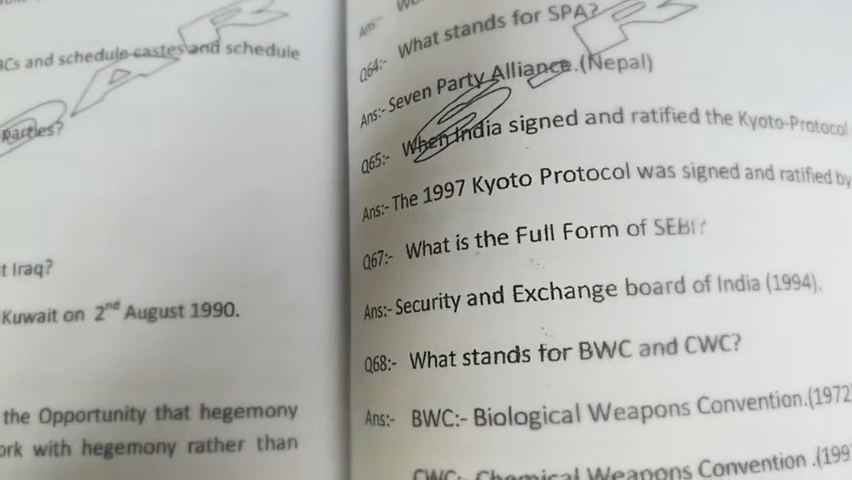 BCs and schedule castes and schedule
parties?
t Iraq?
Kuwait on 2nd August 1990.
the Opportunity that hegemony
ork with hegemony rather than
Ans:-
Q64:- What stands for SPA?
Ans:- Seven Party Alliance.(Nepal)
Q65:- When India signed and ratified the Kyoto-Protocol
Ans:- The 1997 Kyoto Protocol was signed and ratified by
Q67:- What is the Full Form of SEBI?
Ans:- Security and Exchange board of India (1994).
Q68:- What stands for BWC and CWC?
Ans:- BWC:- Biological Weapons Convention.(1972
CWC: Chemical Weapons Convention .(199